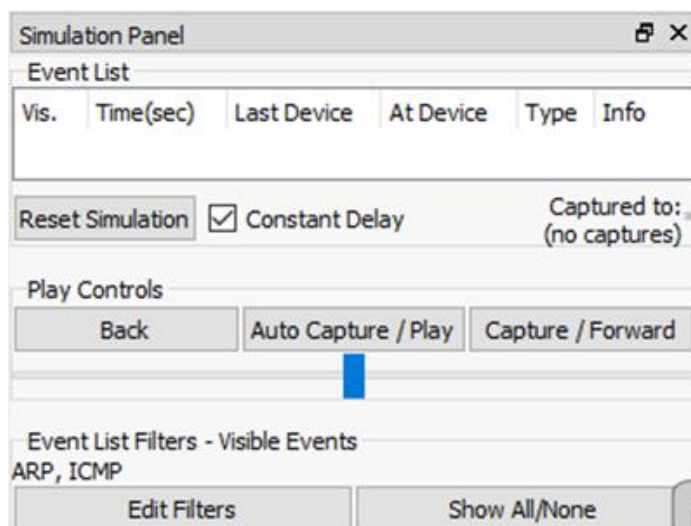 Simulation Panel
Event List
Vis. Time(sec) Last Device At Device Type Info
Reset Simulation Constant Delay Captured to:
(no captures)
Play Controls
Back Auto Capture / Play Capture / Forward
Event List Filters - Visible Events
ARP, ICMP
Edit Filters Show All/None